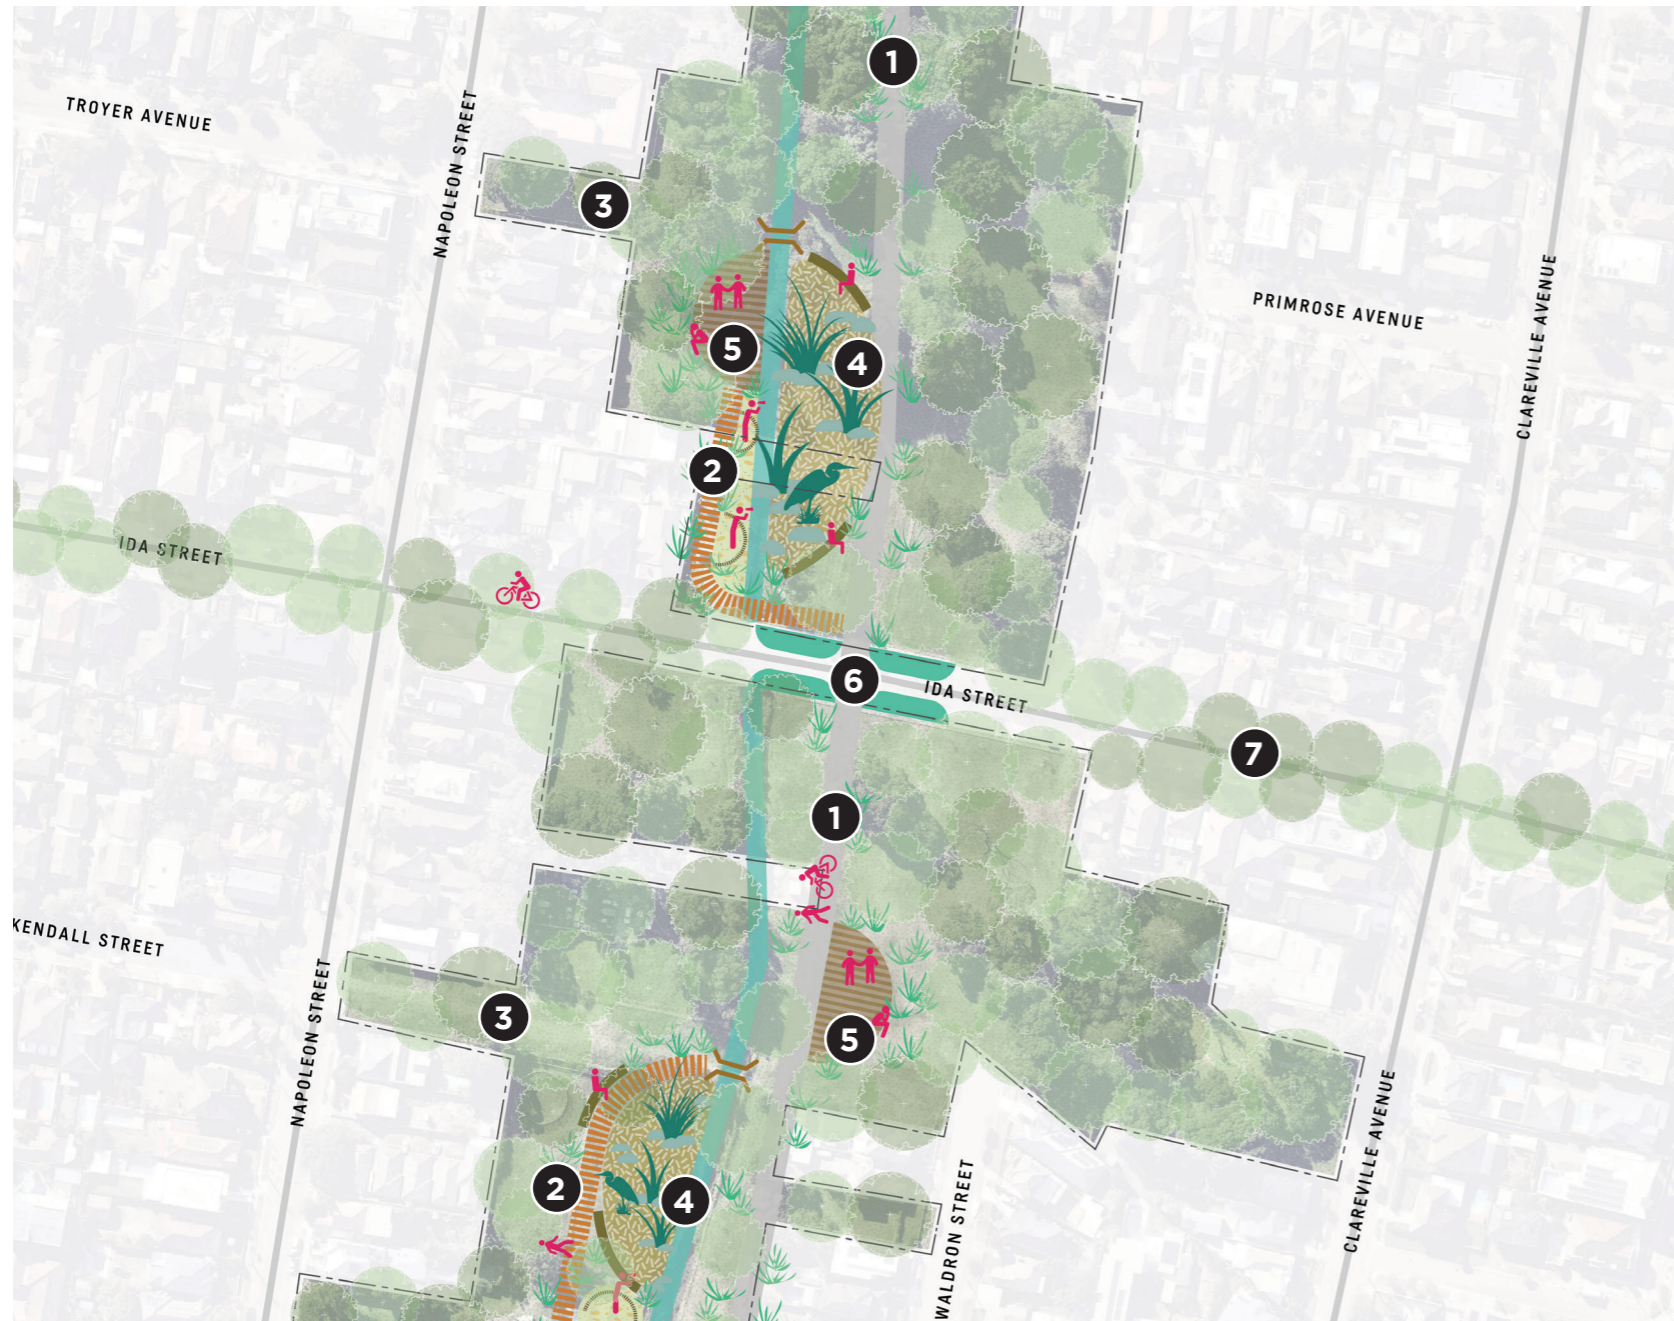 1
TROYER AVENUE
NAPOLEON STREET
3
CLAREVILLE AVENUE
PRIMROSE AVENUE
5
4
2
IDA STREET
6
IDA STREET
7
1
KENDALL STREET
NAPOLEON STREET
3
5
2
4
WALDRON STREET
CLAREVILLE AVENUE